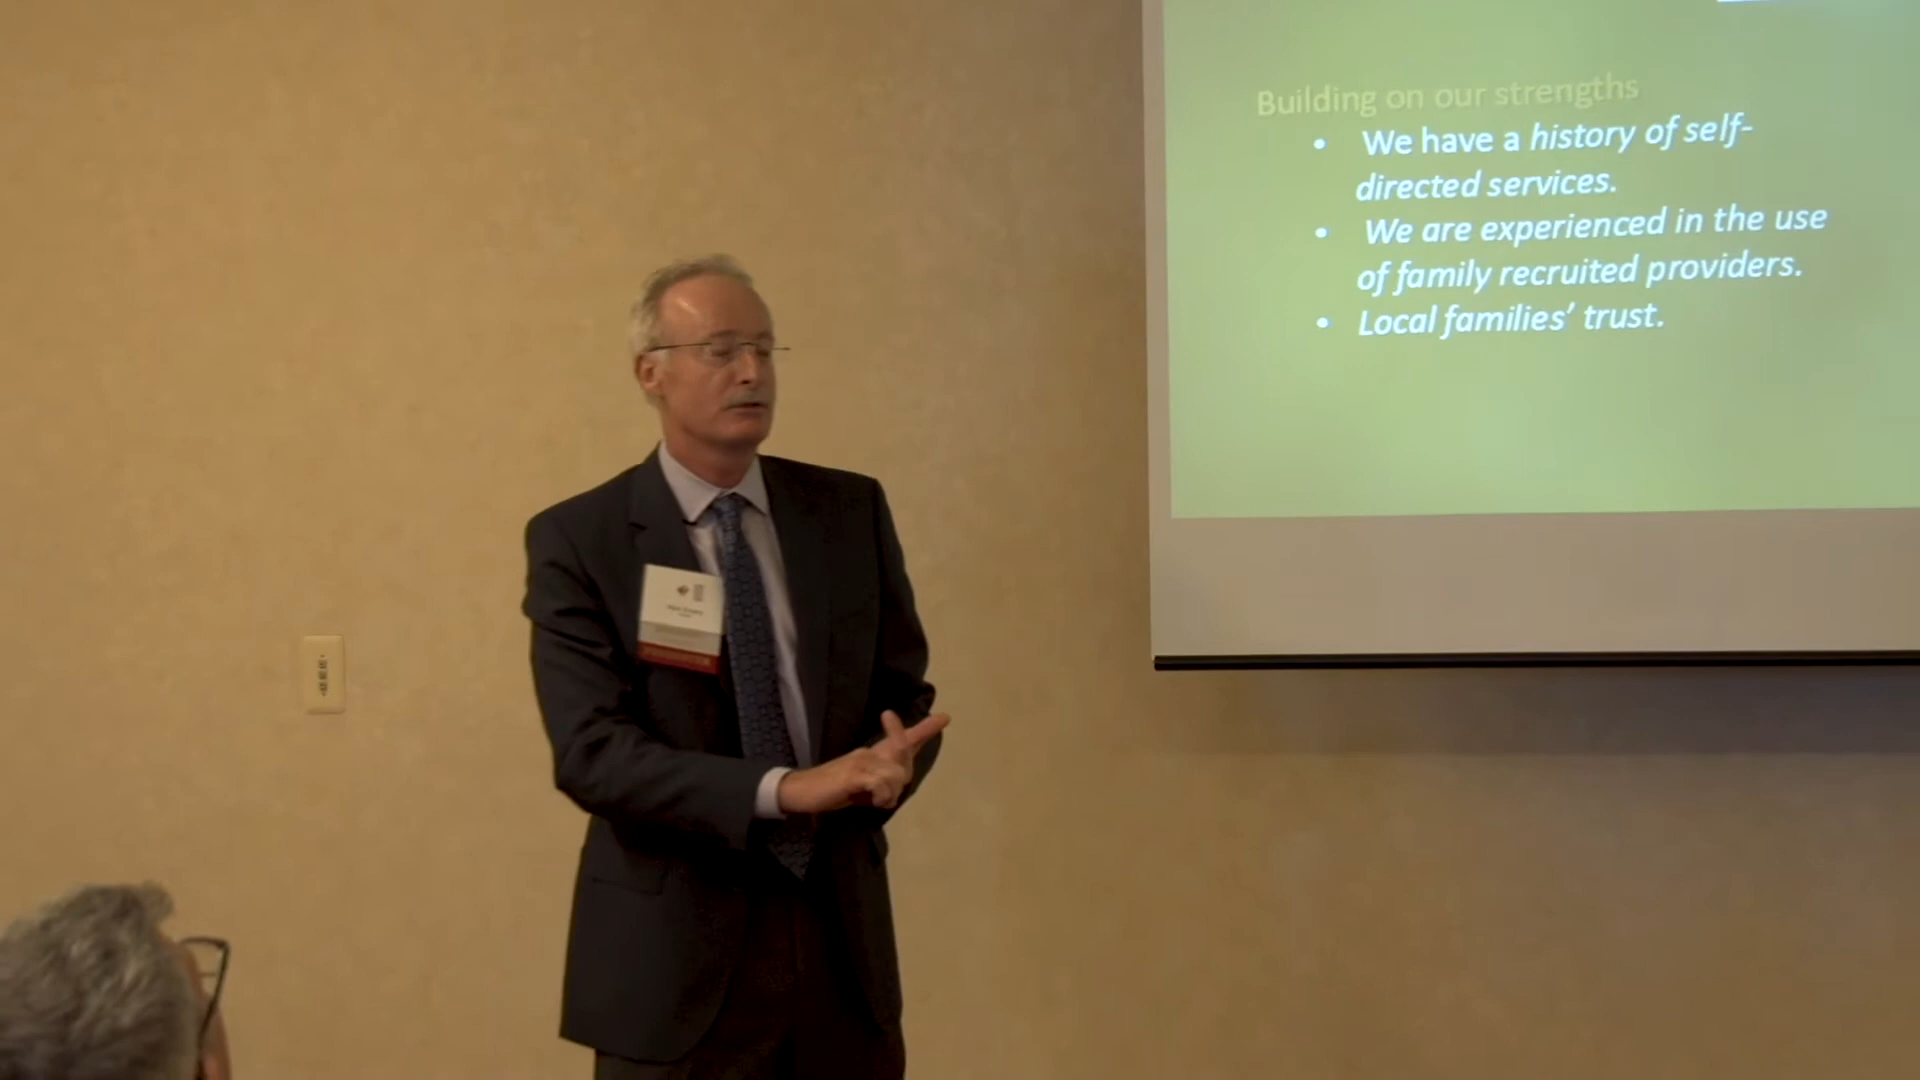 Building on our strengths
• We have a history of self-
directed services.
• We are experienced in the use
of family recruited providers.
• Local families’ trust.